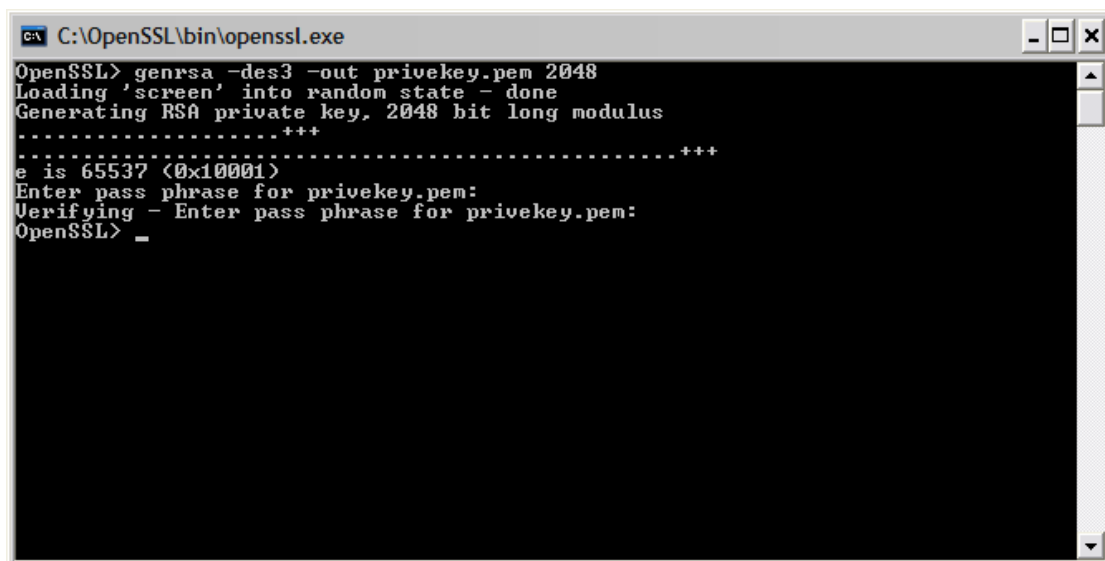 C:\OpenSSL\bin\openssl.exe
OpenSSL> genrsa -des3 -out privekey.pem 2048
Loading 'screen' into random state - done
Generating RSA private key, 2048 bit long modulus
....................+++
..................................................+++
e is 65537 (0x10001)
Enter pass phrase for privekey.pem:
Verifying - Enter pass phrase for privekey.pem:
OpenSSL> _